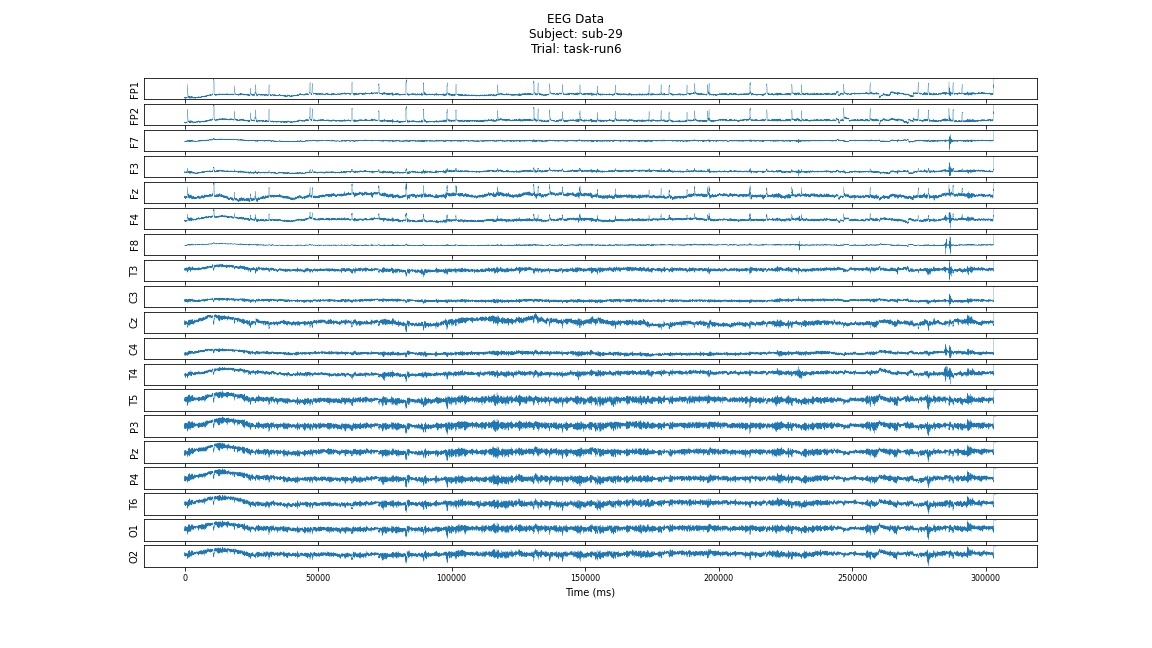 EEG Data
Subject: sub-29
Trial: task-run6
FP1
FP2
F7
F3
Fz
F4
F8
T3
C3
Cz
C4
T4
T5
P3
Pz
P4
T6
O1
O2
0 50000 100000 150000 200000 250000 300000
Time (ms)